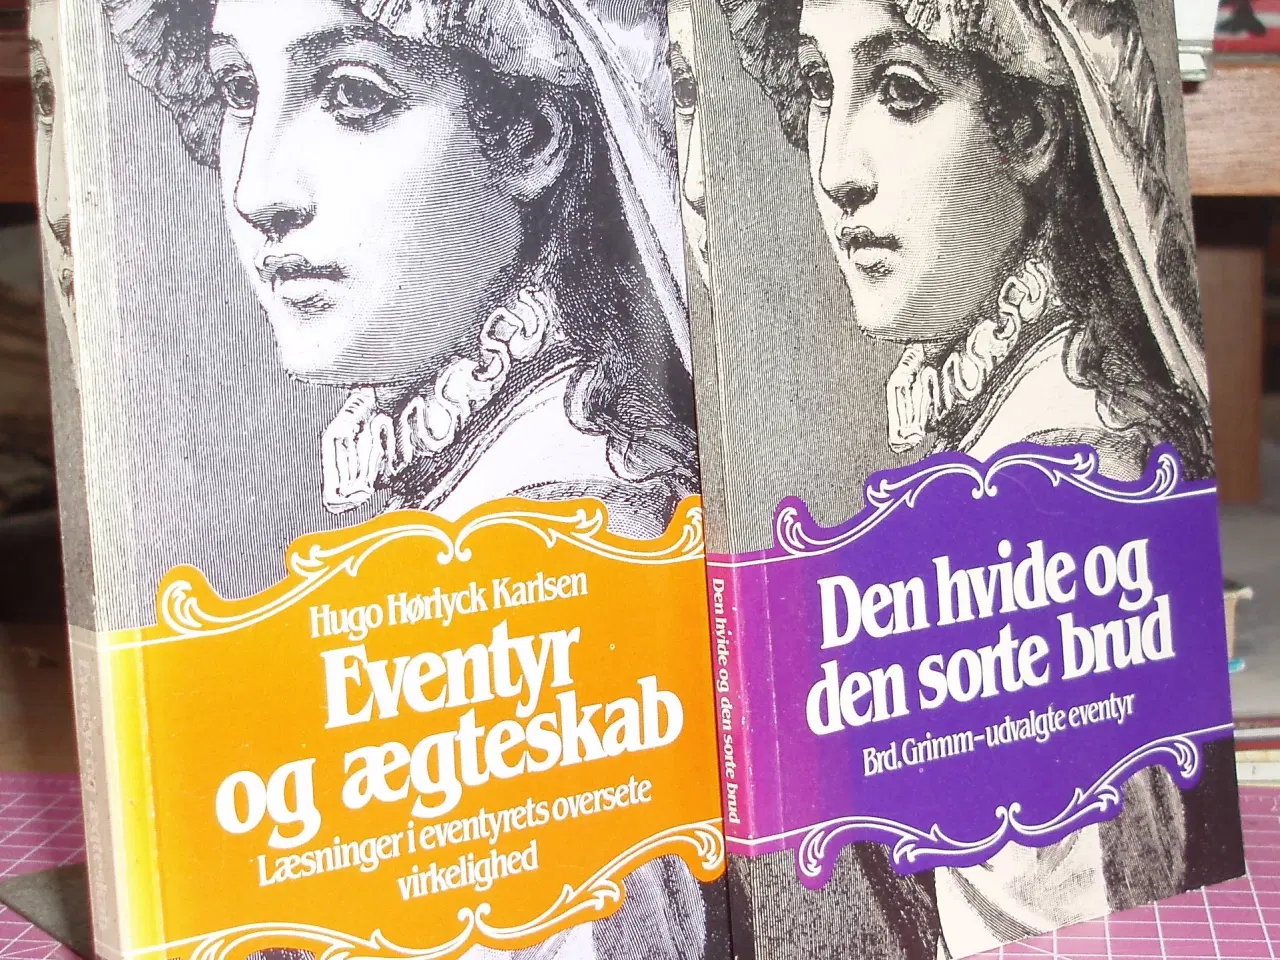 Hugo Hørlyck Karlsen
Eventyr
og ægteskab
Læsninger i eventyrets oversete
virkelighed
Den hvide og den sorte brud
Den hvide og
den sorte brud
Brd. Grimm-udvalgte eventyr